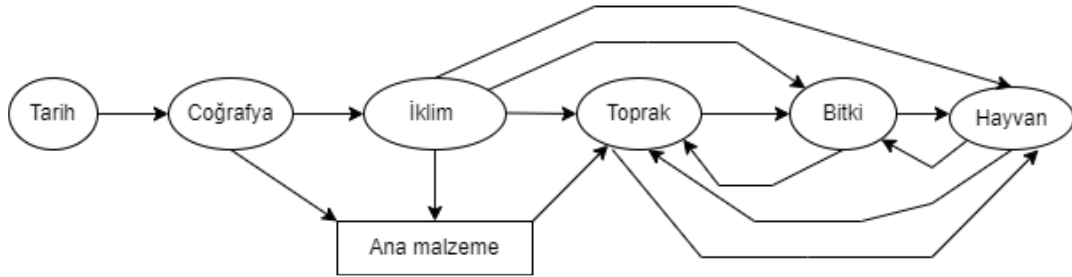 Tarih
Coğrafya
İklim
Toprak
Bitki
Hayvan
Ana malzeme